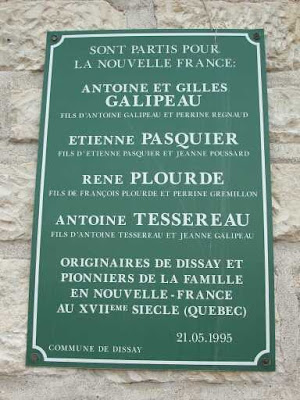 SONT PARTIS POUR
LA NOUVELLE FRANCE:
ANTOINE ET GILLES
GALIPEAU
FILS D'ANTOINE GALIPEAU ET PERRINE REGNAUD
ETIENNE PASQUIER
FILS D'ETIENNE PASQUIER ET JEANNE POUSSARD
RENE PLOURDE
FILS DE FRANÇOIS PLOURDE ET PERRINE GREMILLON
ANTOINE TESSEREAU
FILS D'ANTOINE TESSEREAU ET JEANNE GALIPEAU
ORIGINAIRES DE DISSAY ET
PIONNIERS DE LA FAMILLE
EN NOUVELLE-FRANCE
AU XVIIEME SIECLE (QUEBEC)
21.05.1995
COMMUNE DE DISSAY